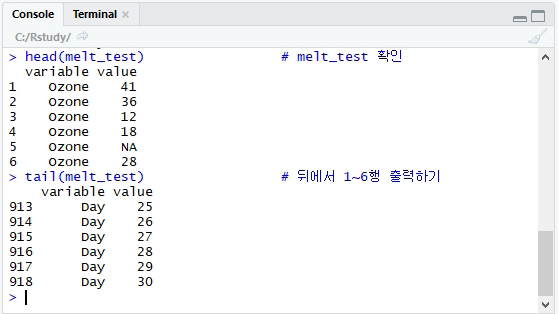 Console Terminal ×
C:/Rstudy/
> head(melt_test) # melt_test 확인
variable value
1 Ozone 41
2 Ozone 36
3 Ozone 12
4 Ozone 18
5 Ozone NA
6 Ozone 28
> tail(melt_test) # 뒤에서 1~6행 출력하기
variable value
913 Day 25
914 Day 26
915 Day 27
916 Day 28
917 Day 29
918 Day 30
>